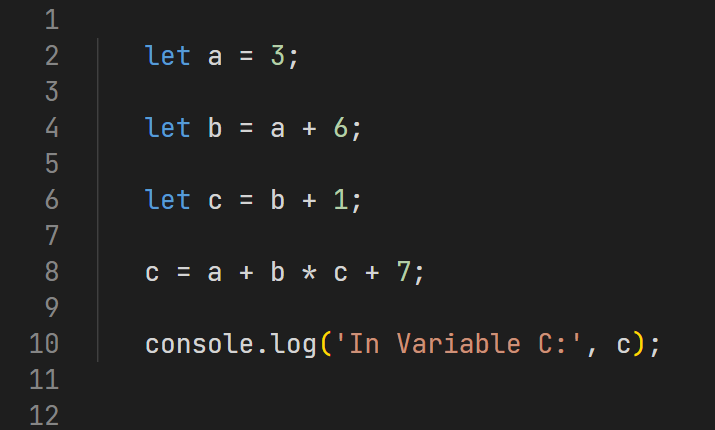 1
2 let a = 3;
3
4 let b = a + 6;
5
6 let c = b + 1;
7
8 c = a + b * c + 7;
9
10 console.log('In Variable C:', c);
11
12